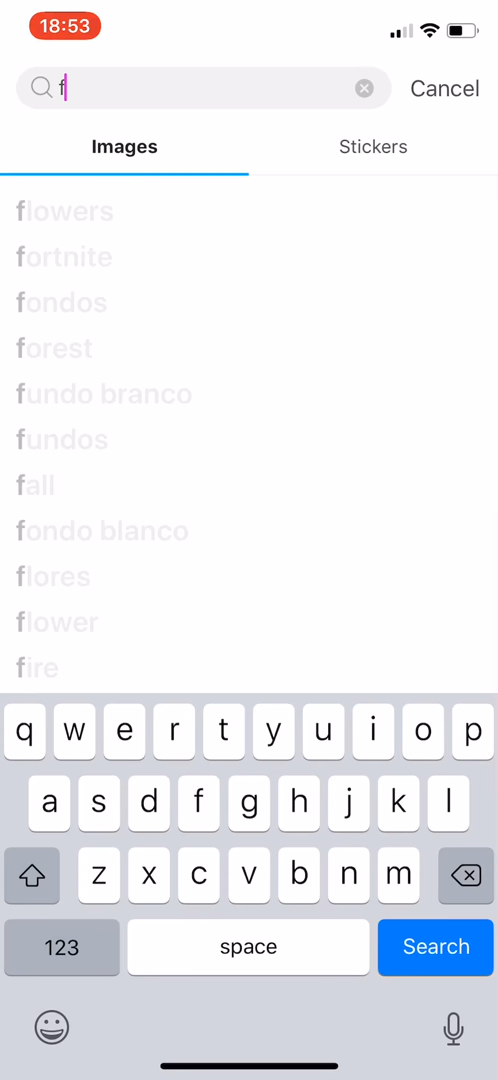 18:53
f
Cancel
Images
Stickers
flowers
fortnite
fondos
forest
fundo branco
fundos
fall
fondo blanco
flores
flower
fire
q w e r t y u i o p
a s d f g h j k l
z x c v b n m
123
space
Search